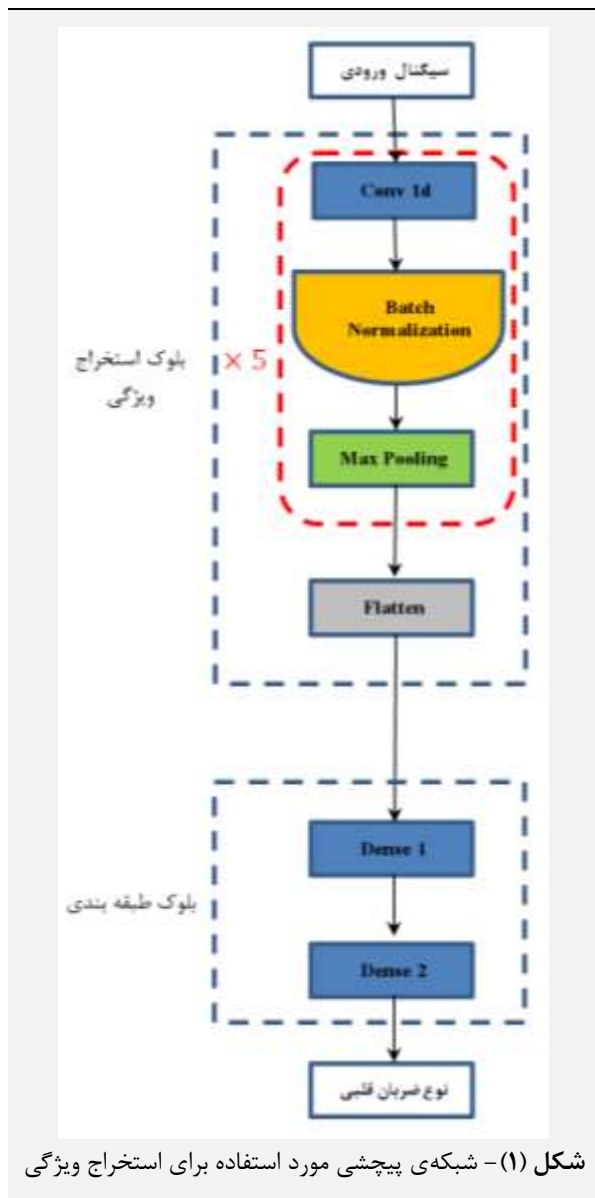 سیگنال ورودی
Conv 1d
Batch
Normalization
بلوک استخراج
ویژگی
× 5
Max Pooling
Flatten
Dense 1
بلوک طبقه بندی
Dense 2
نوع ضربان قلبی
شکل (۱)- شبکه‌ی پیچشی مورد استفاده برای استخراج ویژگی